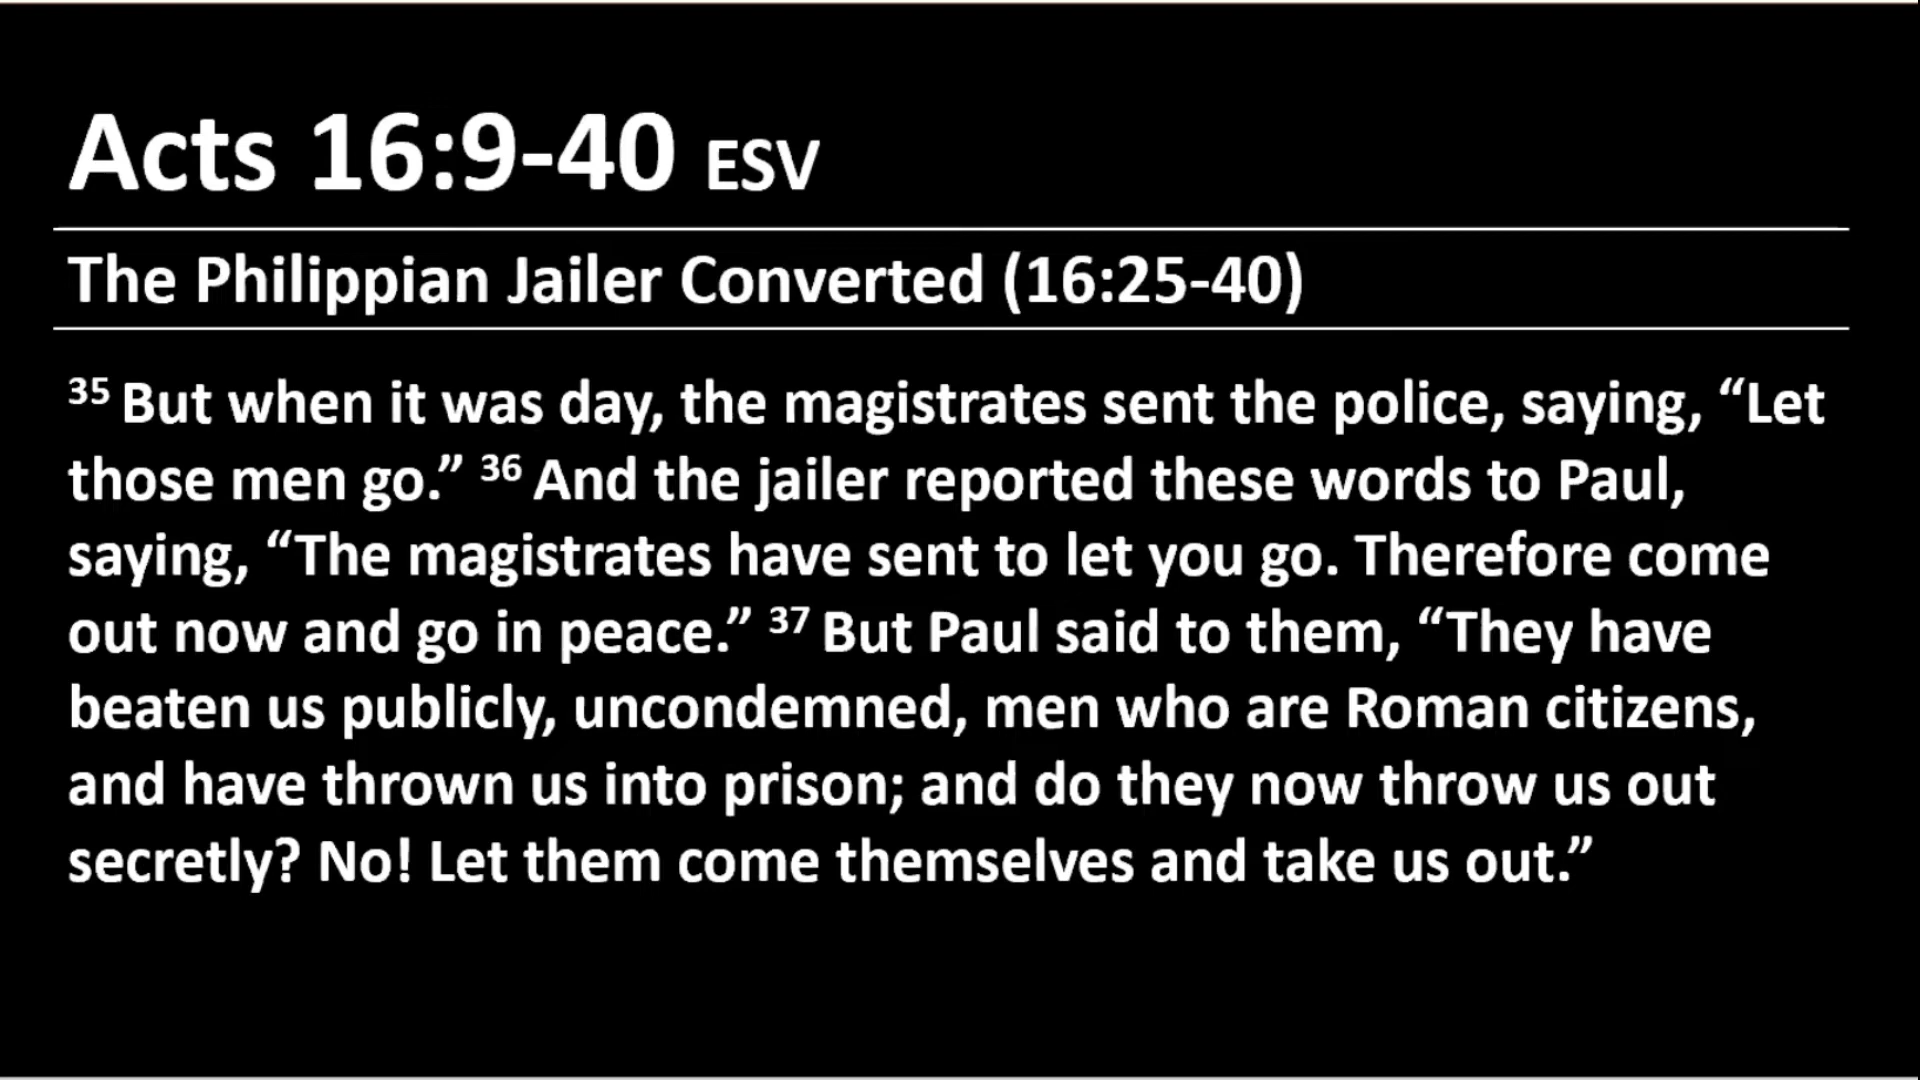 Acts 16:9-40 ESV
The Philippian Jailer Converted (16:25-40)
35 But when it was day, the magistrates sent the police, saying, “Let
those men go.” 36 And the jailer reported these words to Paul,
saying, “The magistrates have sent to let you go. Therefore come
out now and go in peace.” 37 But Paul said to them, “They have
beaten us publicly, uncondemned, men who are Roman citizens,
and have thrown us into prison; and do they now throw us out
secretly? No! Let them come themselves and take us out.”